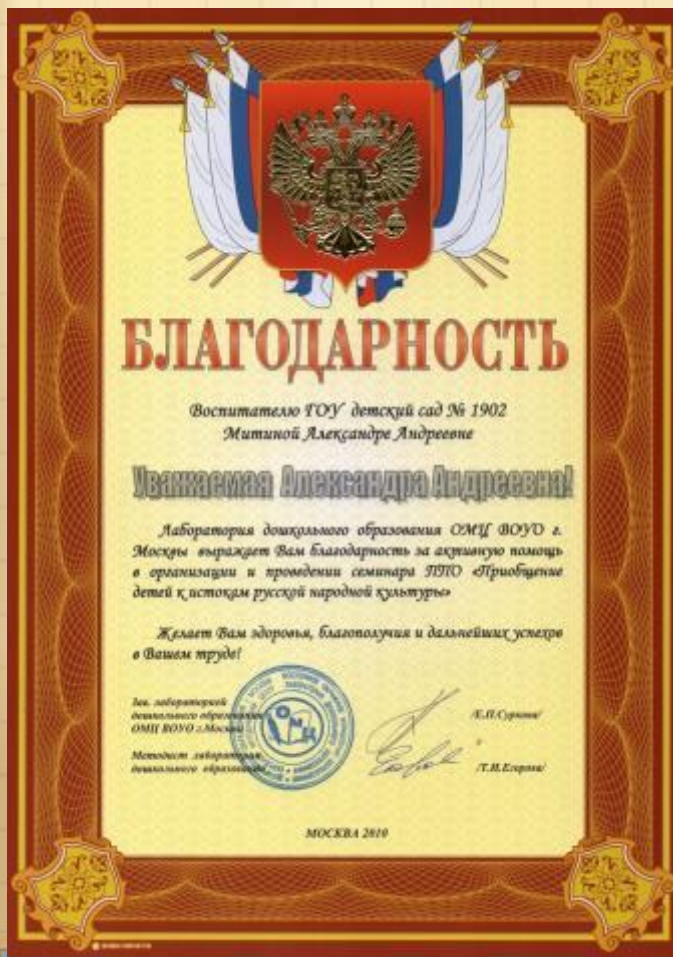 БЛАГОДАРНОСТЬ
Воспитателю ГОУ детский сад № 1902
Митиной Александре Андреевне
Уважаемая Александра Андреевна!
Лаборатория дошкольного образования ОМЦ ВОУО г.
Москвы выражает Вам благодарность за активную помощь
в организации и проведении семинара ППО «Приобщение
детей к истокам русской народной культуры»
Желает Вам здоровья, благополучия и дальнейших успехов
в Вашем труде!
Зав. лабораторией
дошкольного образования
ОМЦ ВОУО г.Москвы
/Е.П.Суркова/
Методист лаборатории
дошкольного образования
/Т.И.Егорова/
ОМЦ
МОСКВА 2010